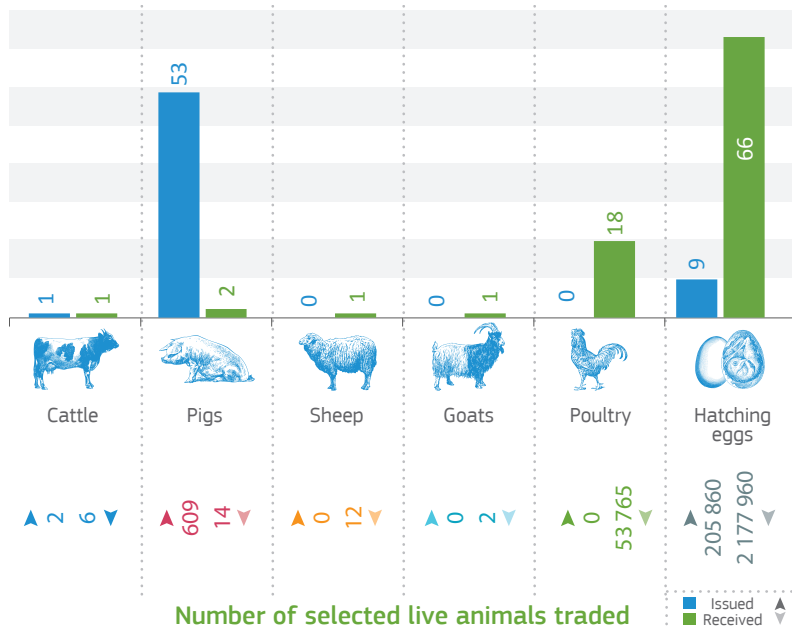 1 1 53 2 0 1 0 1 0 18 9 66
Cattle Pigs Sheep Goats Poultry Hatching
eggs
2 6 609 14 0 12 0 2 0 53 765 205 860 2 177 960
Number of selected live animals traded
Issued
Received